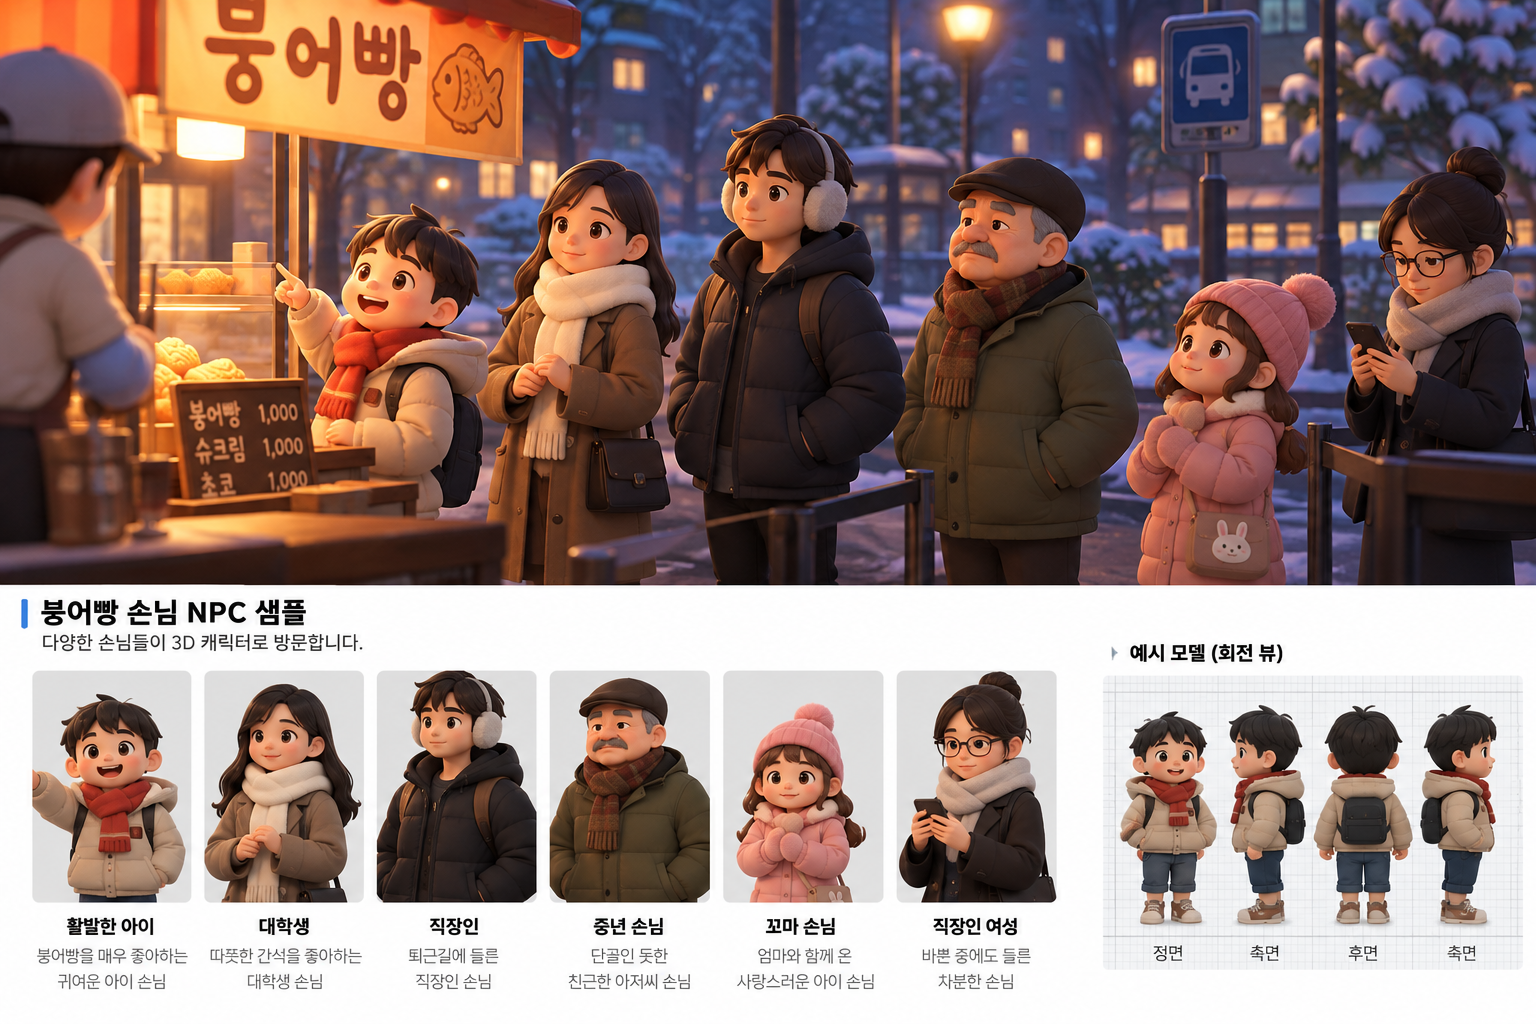 붕어빵
붕어빵 1,000
슈크림 1,000
초코 1,000
붕어빵 손님 NPC 샘플
다양한 손님들이 3D 캐릭터로 방문합니다.
예시 모델 (회전 뷰)
활발한 아이
붕어빵을 매우 좋아하는
귀여운 아이 손님
대학생
따뜻한 간석을 좋아하는
대학생 손님
직장인
퇴근길에 들른
직장인 손님
중년 손님
단골인 듯한
친근한 아저씨 손님
꼬마 손님
엄마와 함께 온
사랑스러운 아이 손님
직장인 여성
바쁜 중에도 들른
차분한 손님
정면
측면
후면
측면